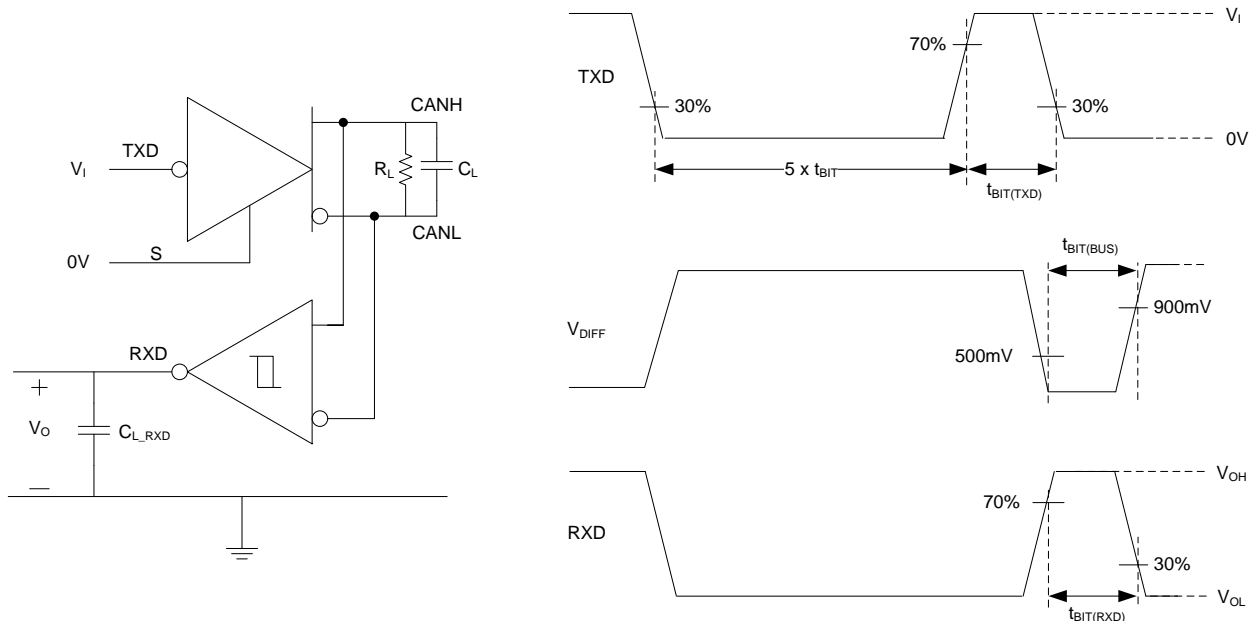 CANH
TXD
V_I
R_L
C_L
CANL
0V
S
RXD
+
V_O
C_L_RXD
—
V_I
70%
TXD
30%
30%
0V
5 x t_BIT
t_BIT(TXD)
t_BIT(BUS)
900mV
V_DIFF
500mV
V_OH
70%
RXD
30%
V_OL
t_BIT(RXD)